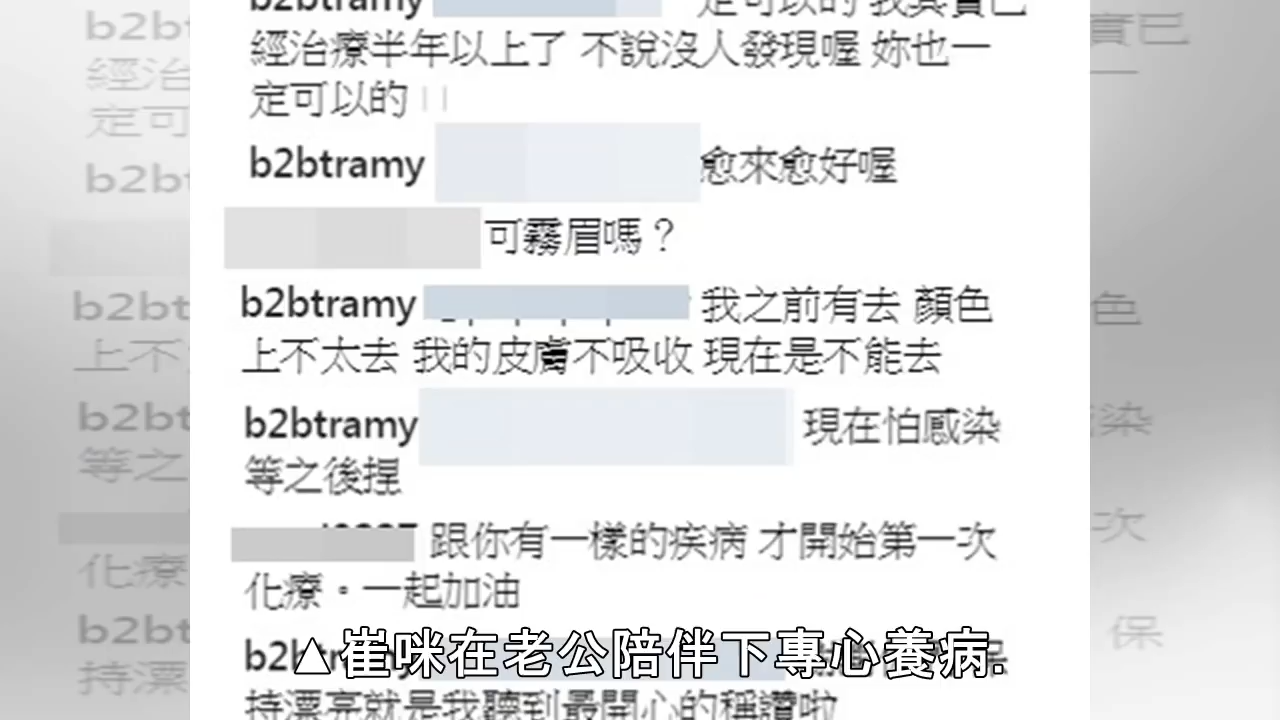 b2btramy 定可以的 我其實已
經治療半年以上了 不說沒人發現喔 妳也一
定可以的
b2btramy 愈來愈好喔
可霧眉嗎？
b2btramy 我之前有去 顏色
上不太去 我的皮膚不吸收 現在是不能去
b2btramy 現在怕感染
等之後捏
跟你有一樣的疾病 才開始第一次
化療。一起加油
▲崔咪在老公陪伴下專心養病.
持漂亮就是我聽到最開心的稱讚啦